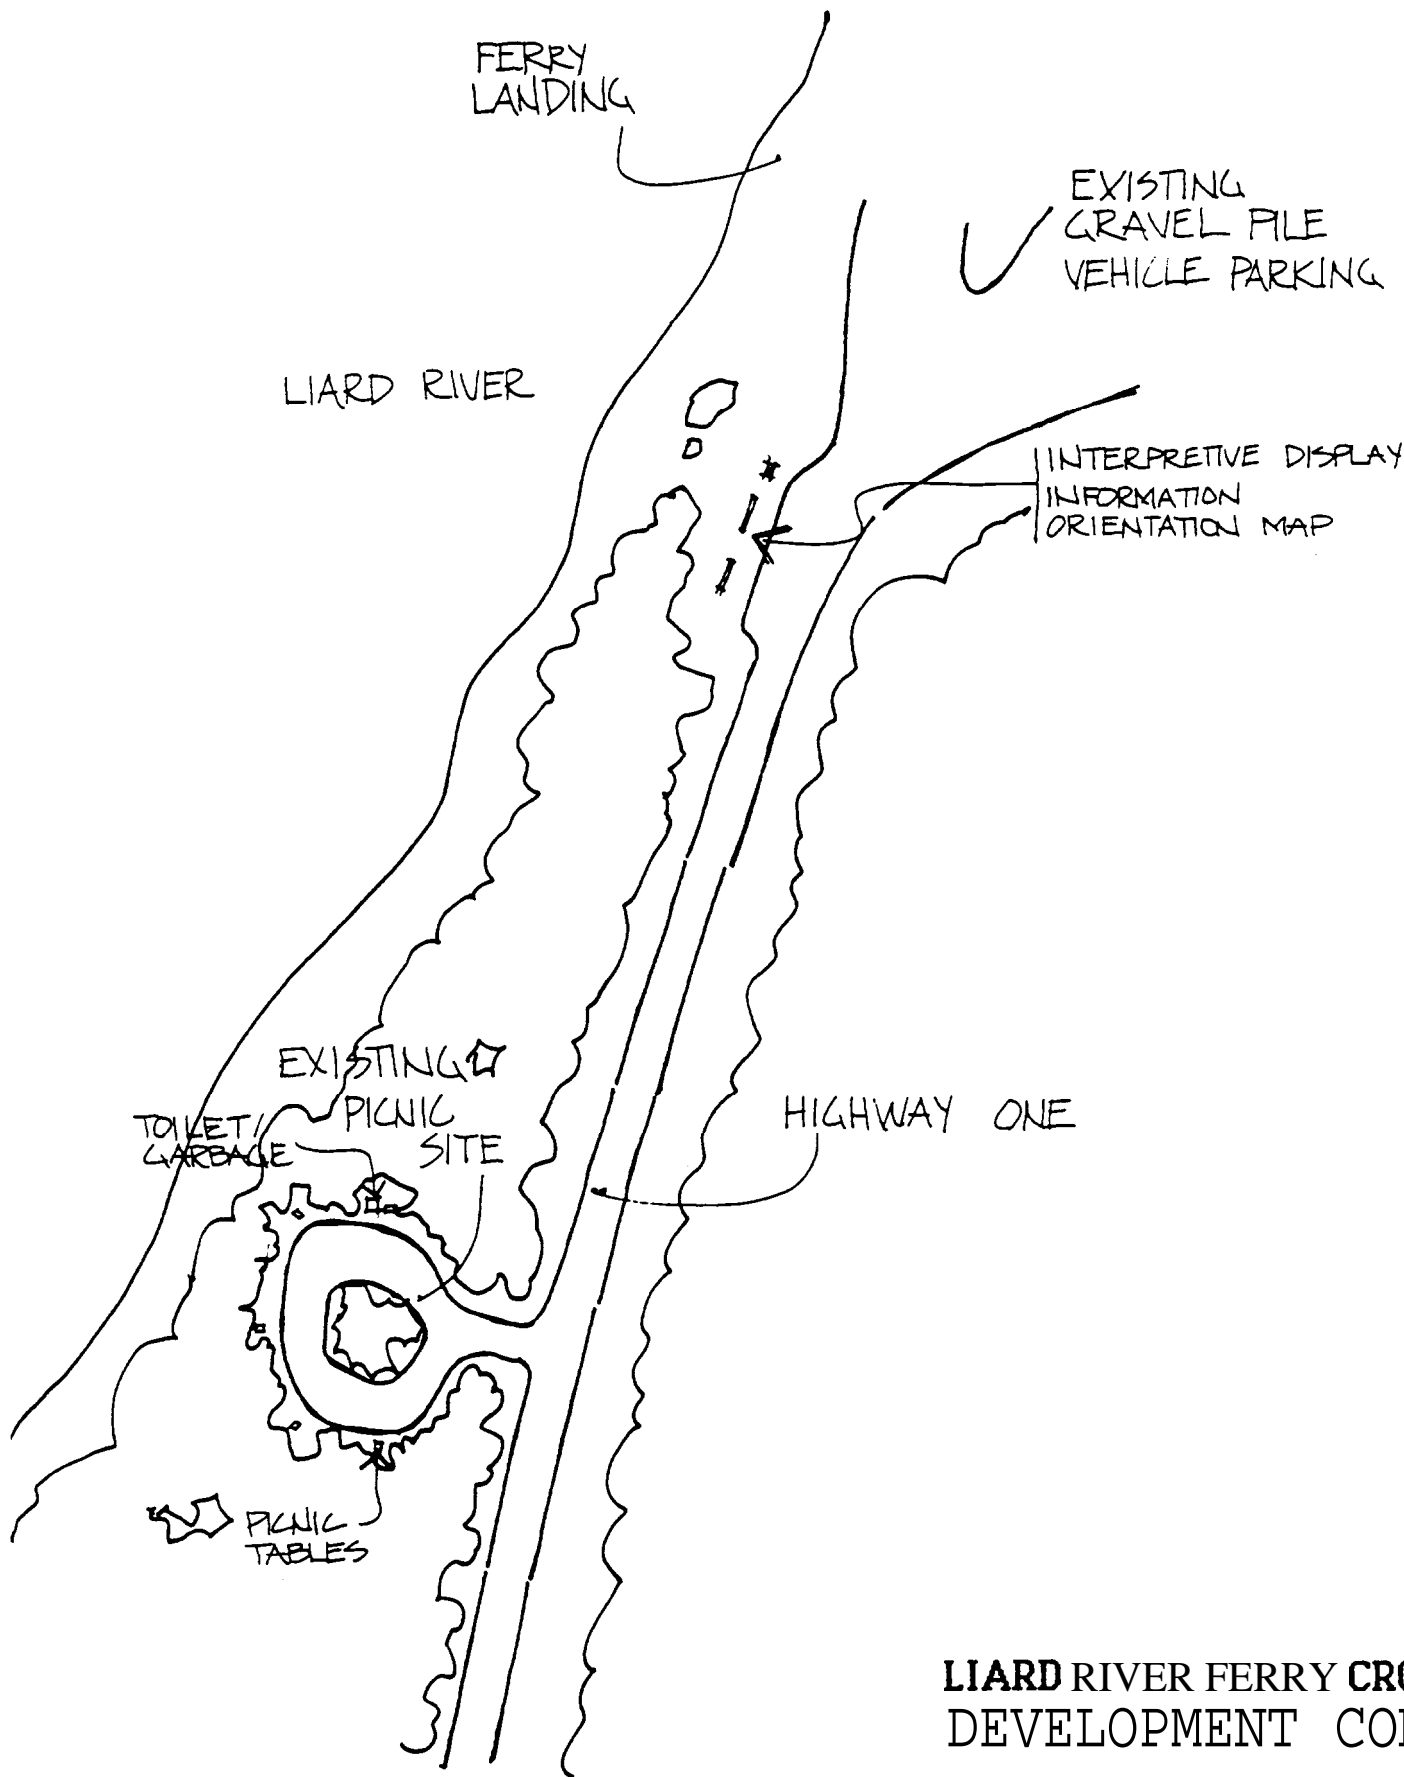 FERRY
LANDING
EXISTING
GRAVEL PILE
VEHICLE PARKING
LIARD RIVER
INTERPRETIVE DISPLAY
INFORMATION
ORIENTATION MAP
EXISTING
PICNIC
SITE
TOILET/
GARBAGE
HIGHWAY ONE
PICNIC
TABLES
LIARD RIVER FERRY
DEVELOPMENT